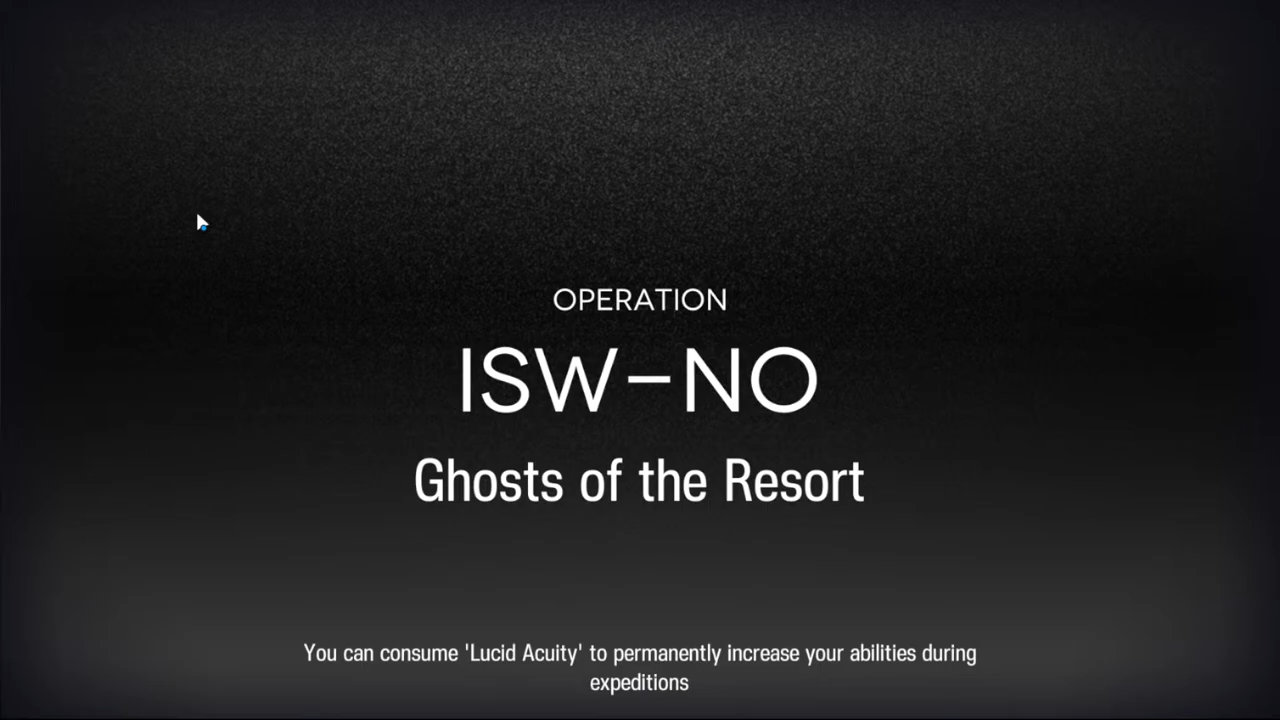 OPERATION
ISW-NO
Ghosts of the Resort
You can consume 'Lucid Acuity' to permanently increase your abilities during
expeditions